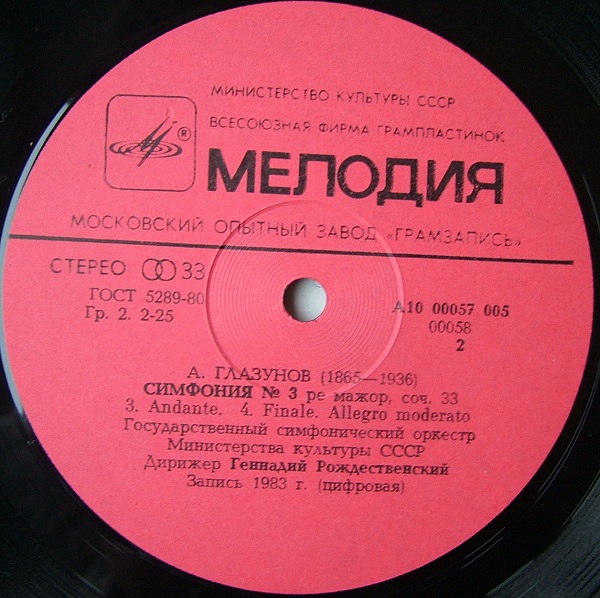 МИНИСТЕРСТВО КУЛЬТУРЫ СССР
ВСЕСОЮЗНАЯ ФИРМА ГРАМПЛАСТИНОК
®
МЕЛОДИЯ
МОСКОВСКИЙ ОПЫТНЫЙ ЗАВОД «ГРАМЗАПИСЬ»
СТЕРЕО 33
ГОСТ 5289-80
Гр. 2. 2-25
А10 00057 005
00058
2
А. ГЛАЗУНОВ (1865—1936)
СИМФОНИЯ № 3 ре мажор, соч. 33
3. Andante. 4. Finale. Allegro moderato
Государственный симфонический оркестр
Министерства культуры СССР
Дирижер Геннадий Рождественский
Запись 1983 г. (цифровая)